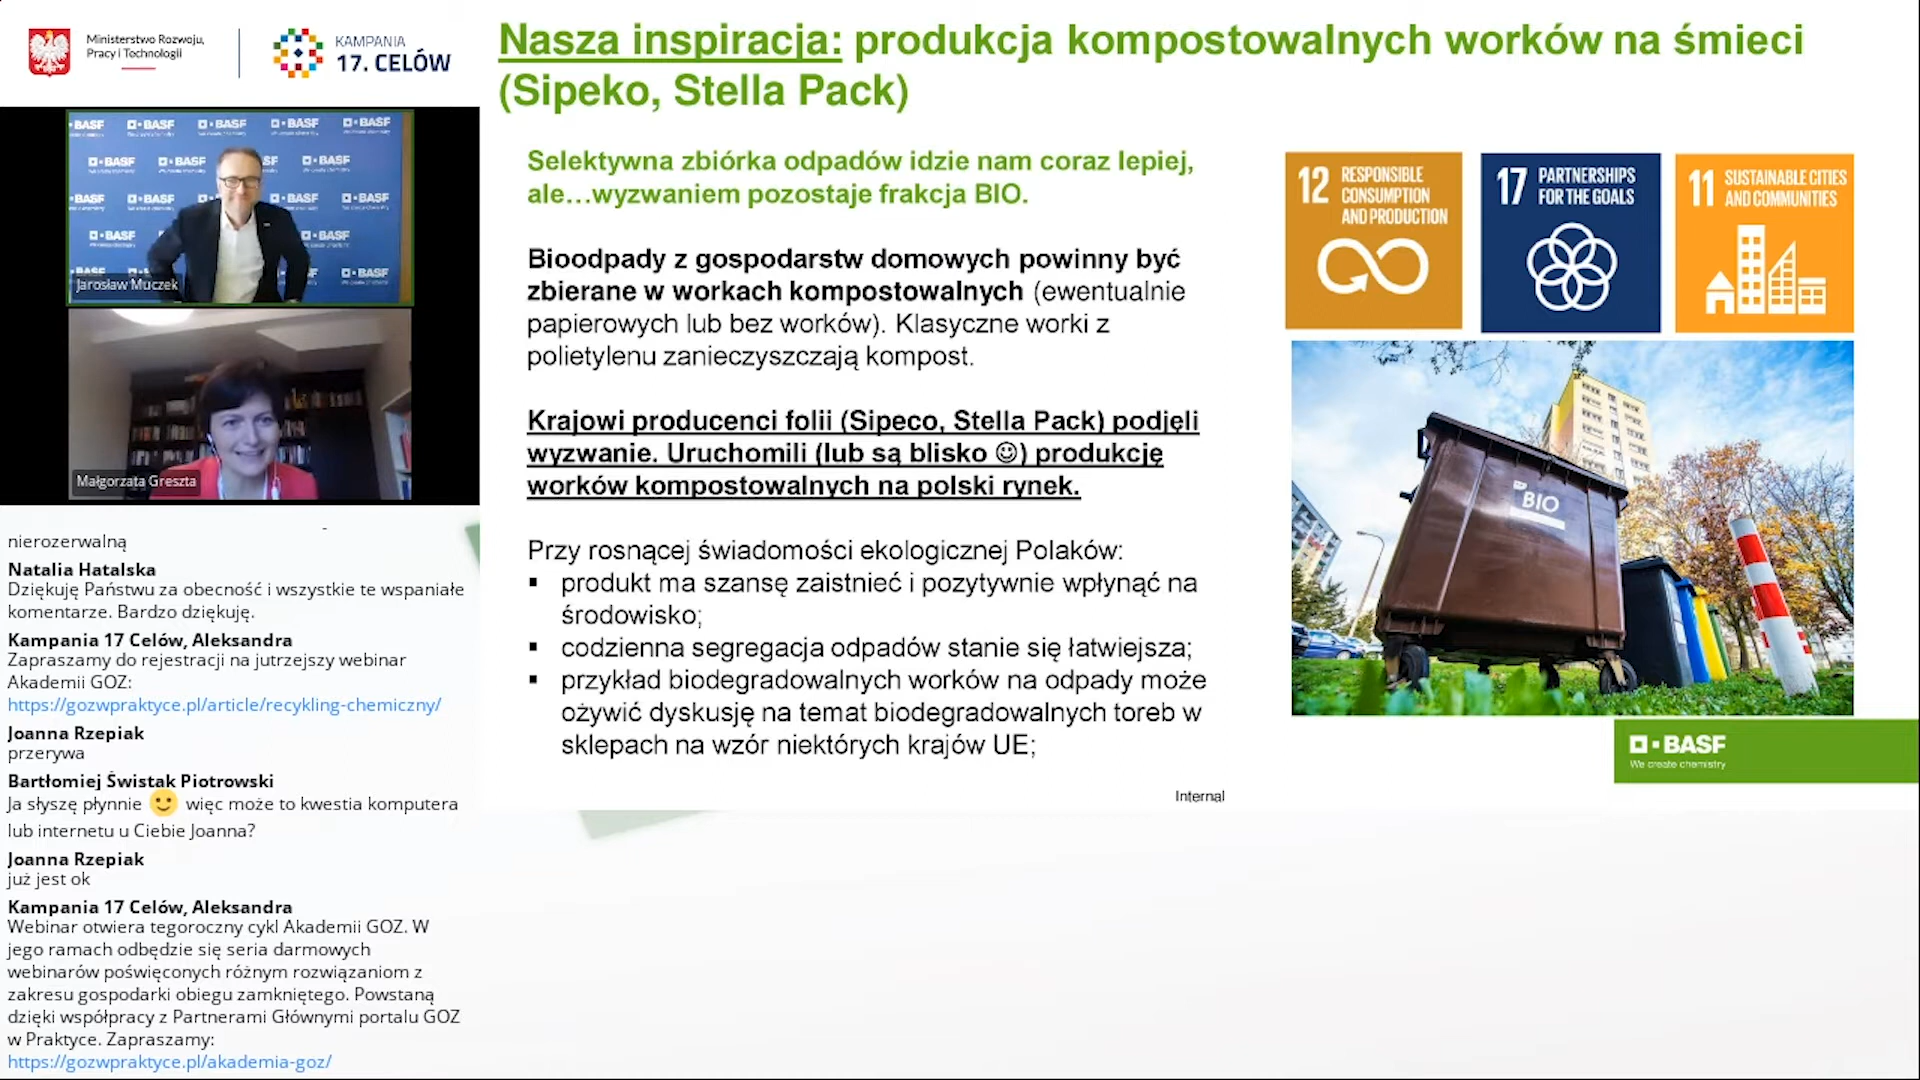 Ministerstwo Rozwoju,
Pracy i Technologii
KAMPANIA
17. CELÓW
Nasza inspiracja: produkcja kompostowalnych worków na śmieci
(Sipeko, Stella Pack)
BASF
Jarosław Muczek
Małgorzata Greszta
Selektywna zbiórka odpadów idzie nam coraz lepiej,
ale…wyzwaniem pozostaje frakcja BIO.
Bioodpady z gospodarstw domowych powinny być
zbierane w workach kompostowalnych (ewentualnie
papierowych lub bez worków). Klasyczne worki z
polietylenu zanieczyszczają kompost.
Krajowi producenci folii (Sipeco, Stella Pack) podjęli
wyzwanie. Uruchomili (lub są blisko ☺) produkcję
worków kompostowalnych na polski rynek.
Przy rosnącej świadomości ekologicznej Polaków:
▪ produkt ma szansę zaistnieć i pozytywnie wpłynąć na
środowisko;
▪ codzienna segregacja odpadów stanie się łatwiejsza;
▪ przykład biodegradowalnych worków na odpady może
ożywić dyskusję na temat biodegradowalnych toreb w
sklepach na wzór niektórych krajów UE;
12 RESPONSIBLE
CONSUMPTION
AND PRODUCTION
17 PARTNERSHIPS
FOR THE GOALS
11 SUSTAINABLE CITIES
AND COMMUNITIES
BIO
BASF
We create chemistry
Internal
nierozerwalną
Natalia Hatalska
Dziękuję Państwu za obecność i wszystkie te wspaniałe
komentarze. Bardzo dziękuję.
Kampania 17 Celów, Aleksandra
Zapraszamy do rejestracji na jutrzejszy webinar
Akademii GOZ:
https://gozwpraktyce.pl/article/recykling-chemiczny/
Joanna Rzepiak
przerywa
Bartłomiej Świstak Piotrowski
Ja słyszę płynnie 🙂 więc może to kwestia komputera
lub internetu u Ciebie Joanna?
Joanna Rzepiak
już jest ok
Kampania 17 Celów, Aleksandra
Webinar otwiera tegoroczny cykl Akademii GOZ. W
jego ramach odbędzie się seria darmowych
webinarów poświęconych różnym rozwiązaniom z
zakresu gospodarki obiegu zamkniętego. Powstaną
dzięki współpracy z Partnerami Głównymi portalu GOZ
w Praktyce. Zapraszamy:
https://gozwpraktyce.pl/akademia-goz/